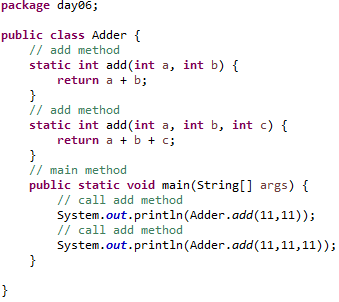 package day06;
public class Adder {
// add method
static int add(int a, int b) {
return a + b;
}
// add method
static int add(int a, int b, int c) {
return a + b + c;
}
// main method
public static void main(String[] args) {
// call add method
System.out.println(Adder.add(11,11));
// call add method
System.out.println(Adder.add(11,11,11));
}
}